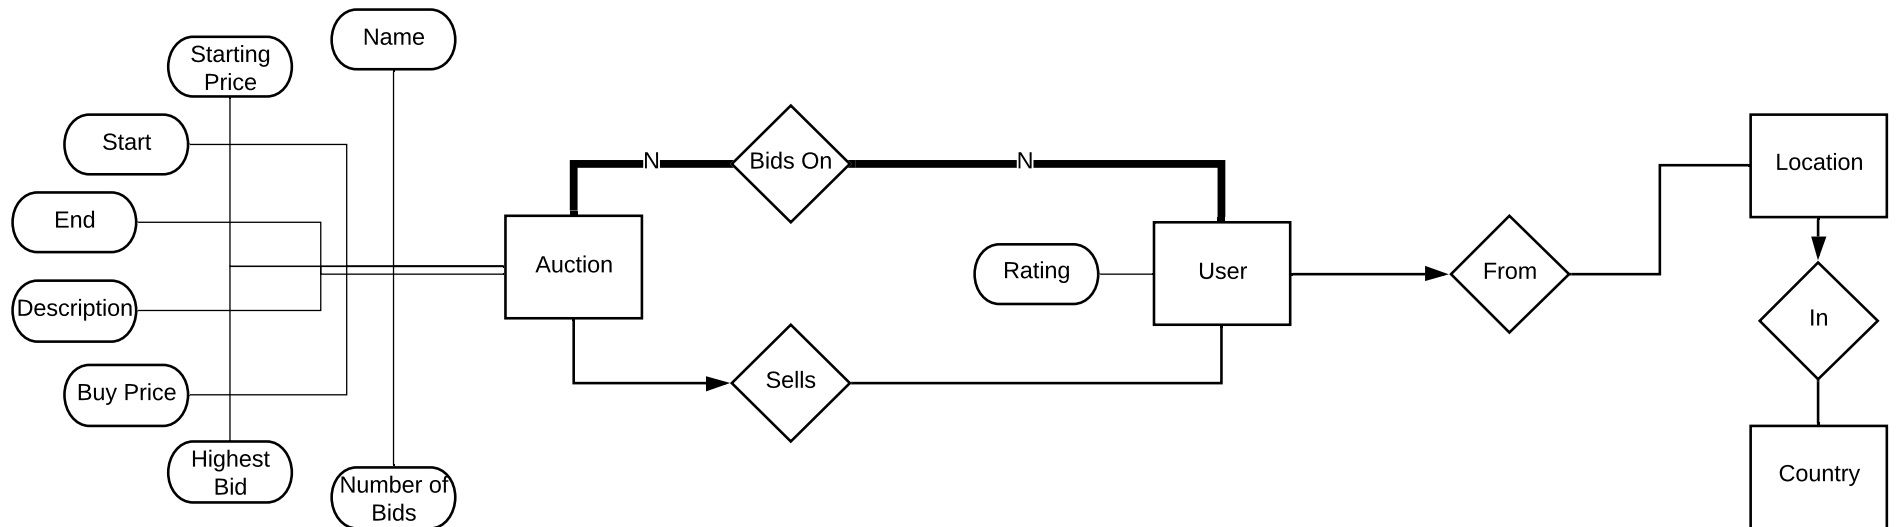 Name
Starting
Price
Start
N
Bids On
N
Location
End
Auction
Rating
User
From
Description
In
Buy Price
Sells
Highest
Bid
Country
Number of
Bids